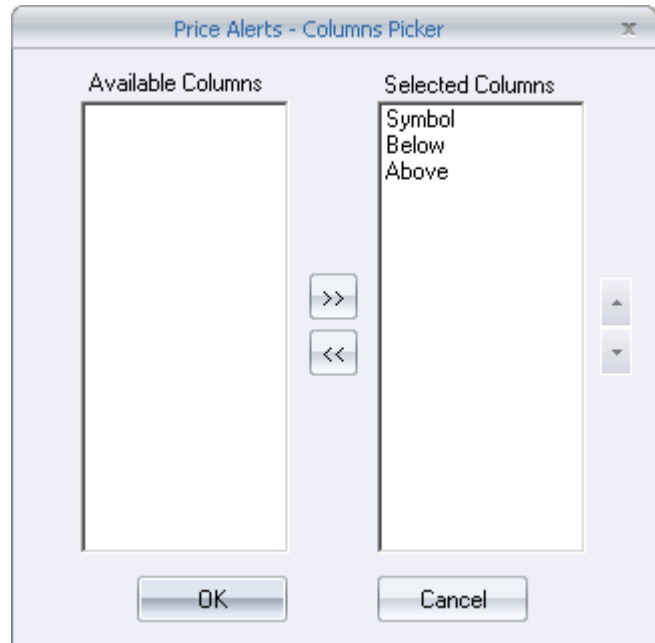 Price Alerts - Columns Picker
x
Available Columns
Selected Columns
Symbol
Below
Above
>>
<<
OK
Cancel